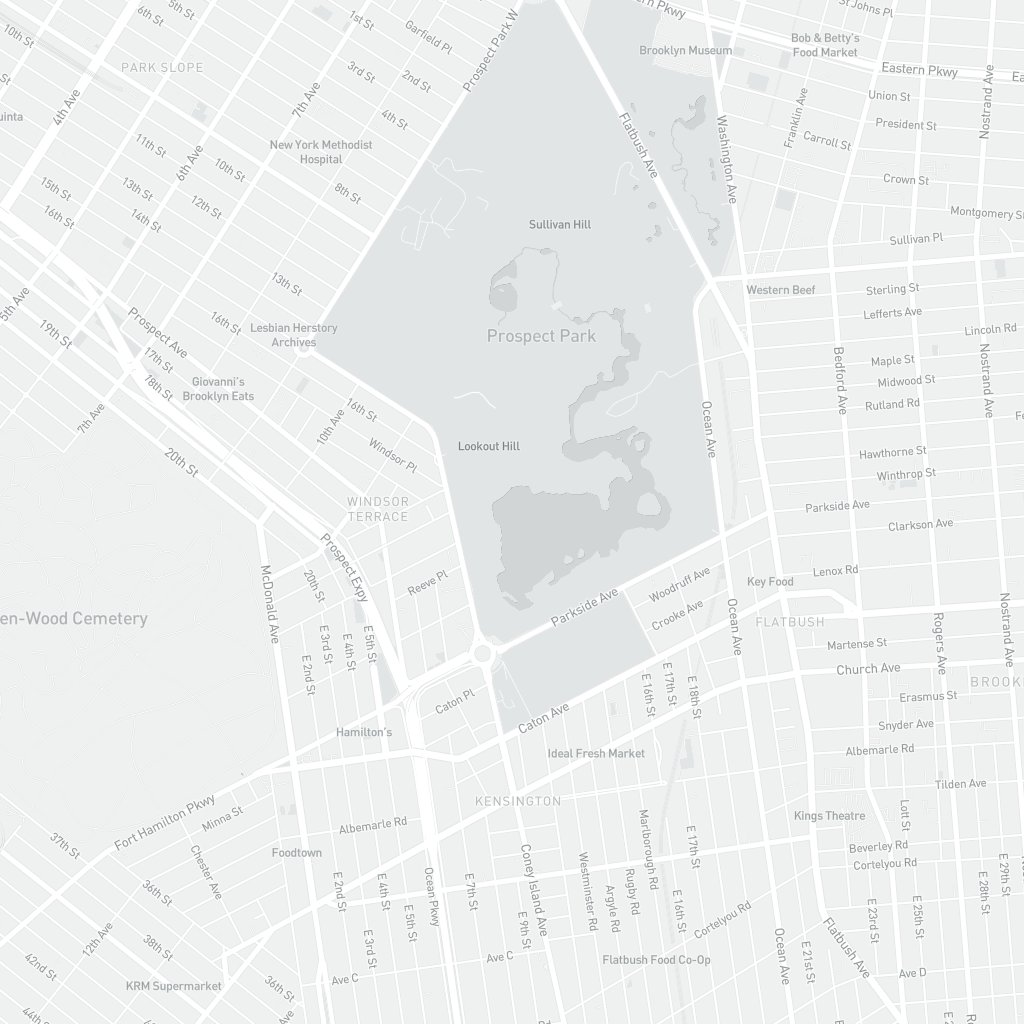 10th St
6th St
5th St
PARK SLOPE
4th Ave
1st St
Garfield Pl
2nd St
3rd St
4th St
7th Ave
Prospect Park W
Eastern Pkwy
Brooklyn Museum
Bob & Betty's
Food Market
St Johns Pl
Eastern Pkwy
Union St
President St
Nostrand Ave
Franklin Ave
Carroll St
Crown St
Montgomery St
Sullivan Pl
Washington Ave
Flatbush Ave
New York Methodist
Hospital
11th St
6th Ave
10th St
8th St
15th St
13th St
12th St
16th St
14th St
Sullivan Hill
13th St
Western Beef
Sterling St
Lefferts Ave
Lincoln Rd
5th Ave
19th St
Prospect Ave
16th St
Lesbian Herstory
Archives
Prospect Park
17th St
18th St
Giovanni's
Brooklyn Eats
Maple St
Midwood St
Rutland Rd
Bedford Ave
Nostrand Ave
Ocean Ave
7th Ave
10th Ave
16th St
20th St
Windsor Pl
Lookout Hill
Hawthorne St
Winthrop St
WINDSOR
TERRACE
Parkside Ave
Clarkson Ave
Prospect Expy
McDonald Ave
20th St
Reeve Pl
Lenox Rd
Key Food
Woodruff Ave
Crooke Ave
Parkside Ave
FLATBUSH
Ocean Ave
Rogers Ave
Nostrand Ave
en-Wood Cemetery
E 5th St
E 4th St
E 3rd St
E 2nd St
Martense St
Church Ave
Erasmus St
Snyder Ave
Albemarle Rd
E 16th St
E 17th St
E 18th St
Caton Pl
Caton Ave
Hamilton's
Ideal Fresh Market
KENSINGTON
Fort Hamilton Pkwy
Minna St
Albemarle Rd
Foodtown
Chester Ave
Kings Theatre
Tilden Ave
Lott St
Beverley Rd
Cortelyou Rd
37th St
36th St
12th Ave
38th St
42nd St
KRM Supermarket
36th St
E 2nd St
E 4th St
E 3rd St
E 5th St
Ocean Pkwy
E 7th St
E 9th St
Coney Island Ave
Westminster Rd
Argyle Rd
Rugby Rd
Marlborough Rd
E 17th St
E 16th St
Cortelyou Rd
Flatbush Food Co-Op
Ocean Ave
E 21st St
Flatbush Ave
E 23rd St
E 25th St
E 28th St
E 29th St
Ave C
Ave C
Ave D
44th St